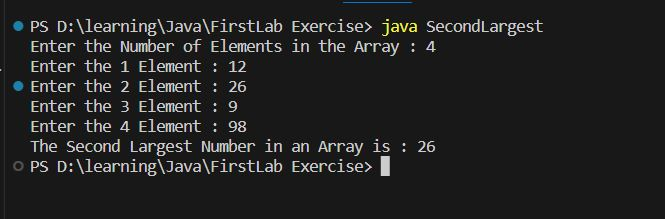 PS D:\learning\Java\FirstLab Exercise> java SecondLargest
Enter the Number of Elements in the Array : 4
Enter the 1 Element : 12
Enter the 2 Element : 26
Enter the 3 Element : 9
Enter the 4 Element : 98
The Second Largest Number in an Array is : 26
PS D:\learning\Java\FirstLab Exercise>